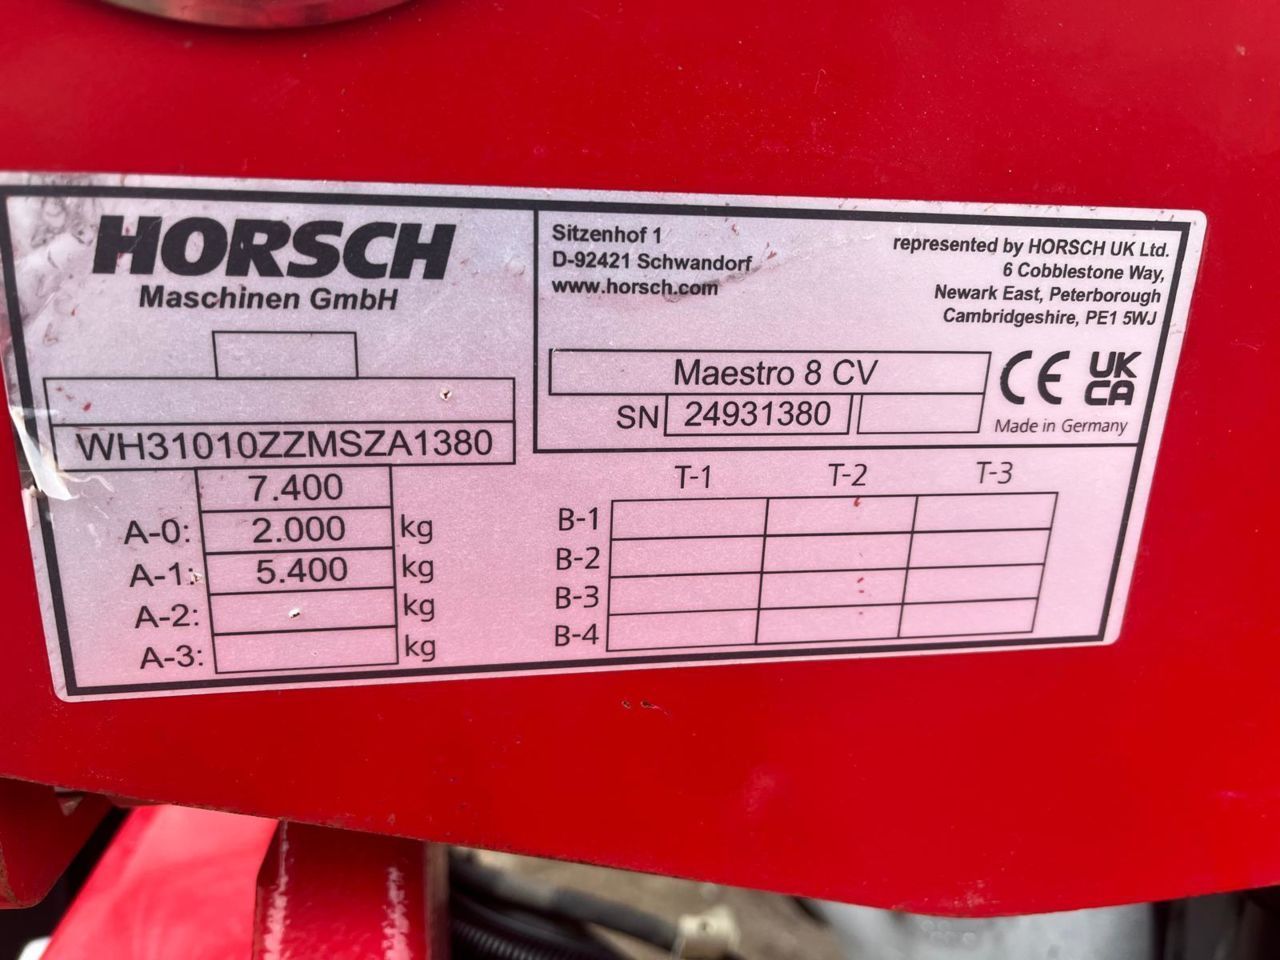 HORSCH
Maschinen GmbH
Sitzenhof 1
D-92421 Schwandorf
www.horsch.com
represented by HORSCH UK Ltd.
6 Cobblestone Way,
Newark East, Peterborough
Cambridgeshire, PE1 5WJ
Maestro 8 CV
SN 24931380
CE UK CA
Made in Germany
WH31010ZZMSZA1380
7.400
A-0: 2.000 kg
A-1: 5.400 kg
A-2: kg
A-3: kg
T-1 T-2 T-3
B-1
B-2
B-3
B-4